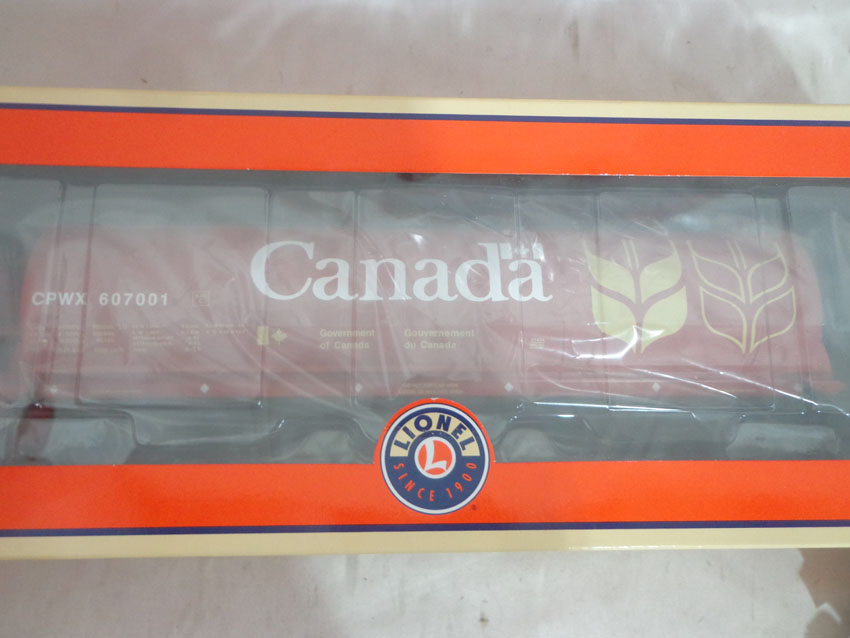 Canada
CPWX 607001
Government
of Canada
Gouvernement
du Canada
LIONEL
L
SINCE 1900